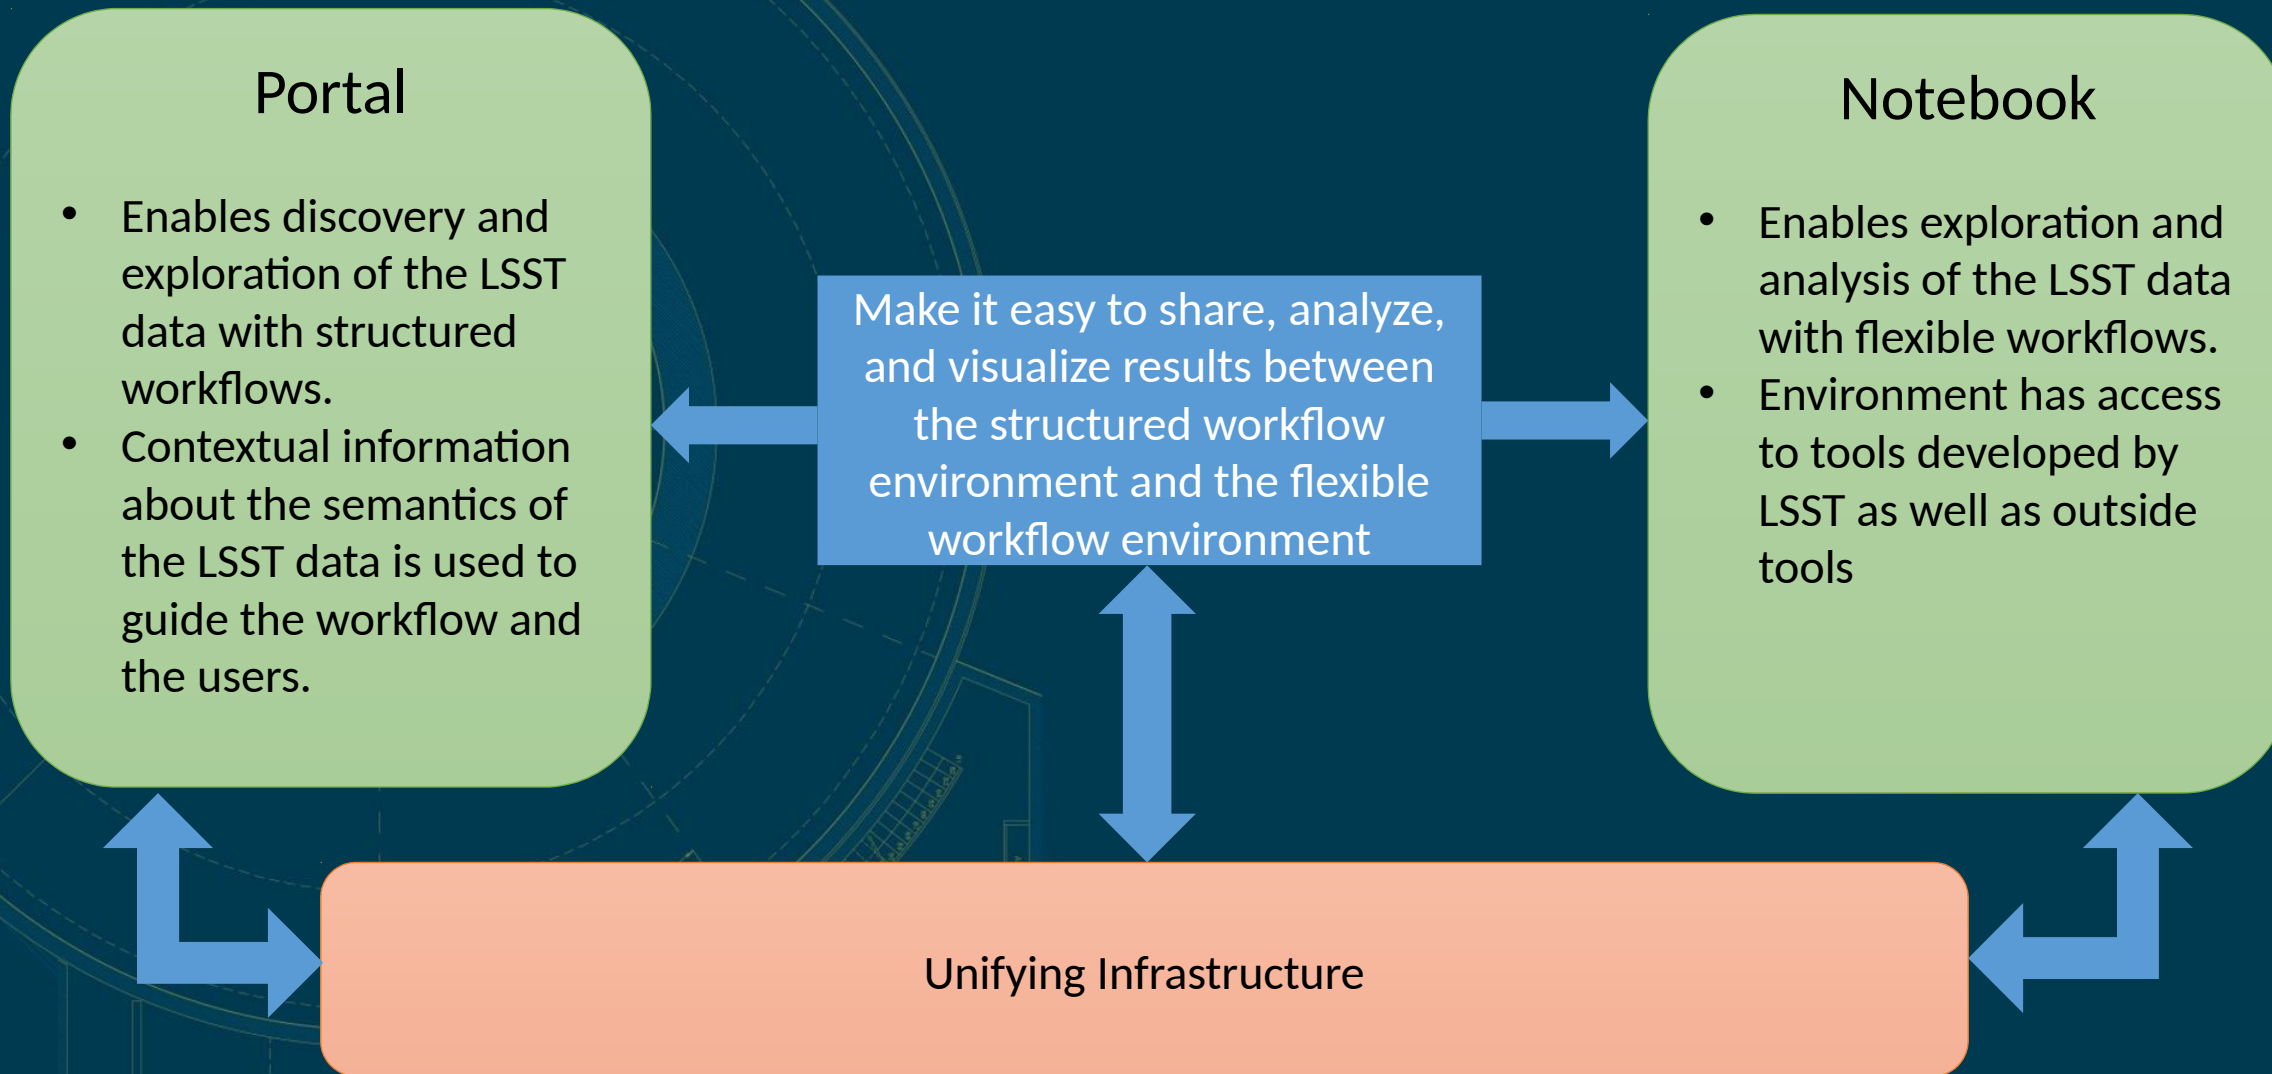 Portal
• Enables discovery and
exploration of the LSST
data with structured
workflows.
• Contextual information
about the semantics of
the LSST data is used to
guide the workflow and
the users.
Make it easy to share, analyze,
and visualize results between
the structured workflow
environment and the flexible
workflow environment
Notebook
• Enables exploration and
analysis of the LSST data
with flexible workflows.
• Environment has access
to tools developed by
LSST as well as outside
tools
Unifying Infrastructure